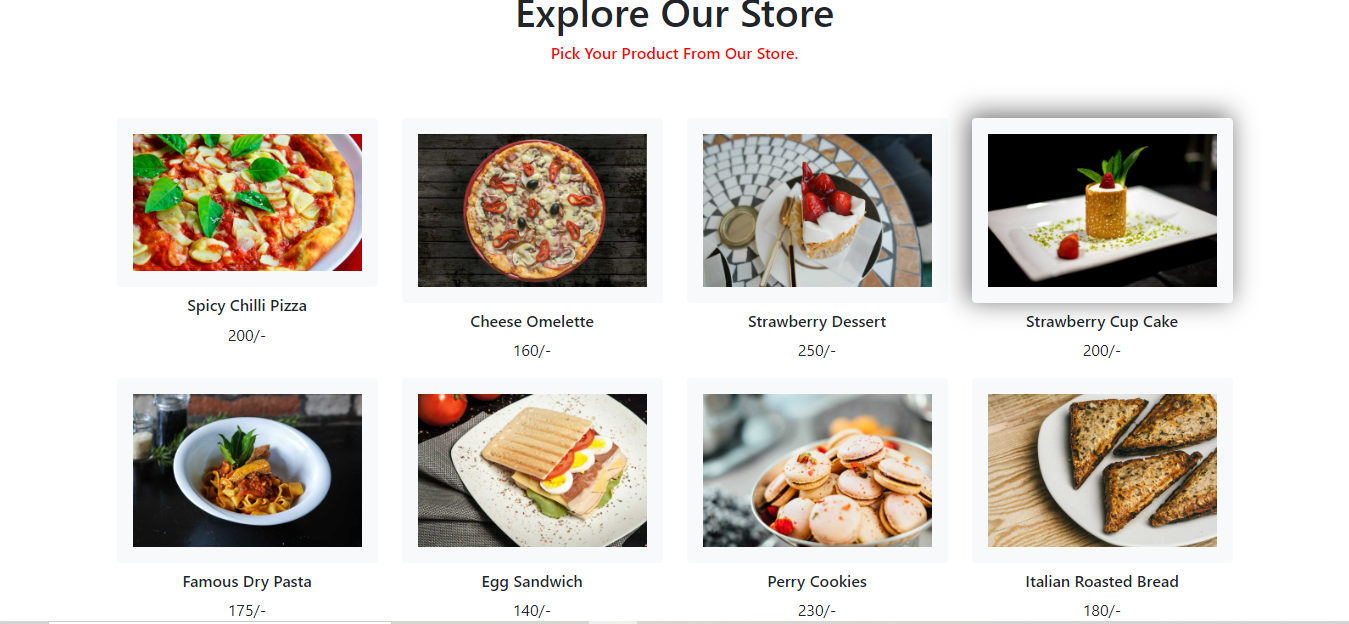 Explore Our Store
Pick Your Product From Our Store.
Spicy Chilli Pizza
200/-
Cheese Omelette
160/-
Strawberry Dessert
250/-
Strawberry Cup Cake
200/-
Famous Dry Pasta
175/-
Egg Sandwich
140/-
Perry Cookies
230/-
Italian Roasted Bread
180/-